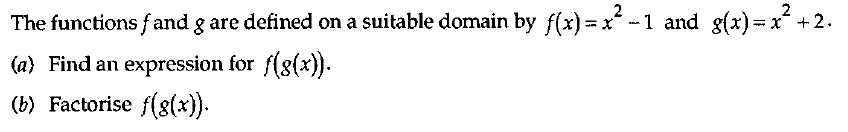 The functions f and g are defined on a suitable domain by f(x) = x² − 1 and g(x) = x² + 2.
(a) Find an expression for f(g(x)).
(b) Factorise f(g(x)).